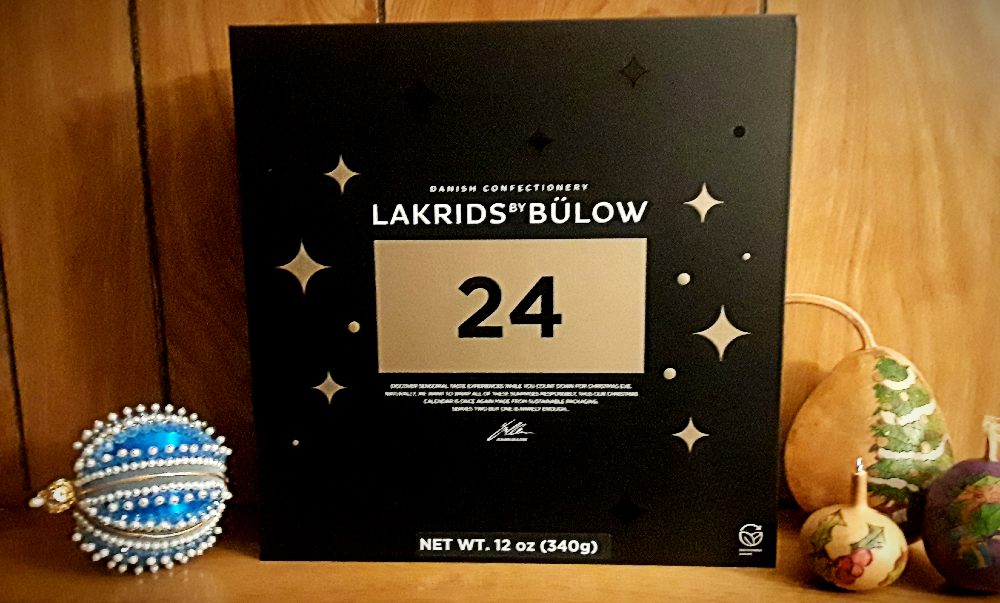 DANISH CONFECTIONERY
LAKRIDS BY BÜLOW
24
DISCOVER SENSORIAL TASTE EXPERIENCES WHILE YOU COUNT DOWN FOR CHRISTMAS EVE.
NATURALLY, WE WANT TO WRAP ALL OF THESE SURPRISES RESPONSIBLY, THUS OUR CHRISTMAS
CALENDAR IS ONCE AGAIN MADE FROM SUSTAINABLE PACKAGING.
SERVES TWO BUT ONE IS RARELY ENOUGH...
NET WT. 12 oz (340g)